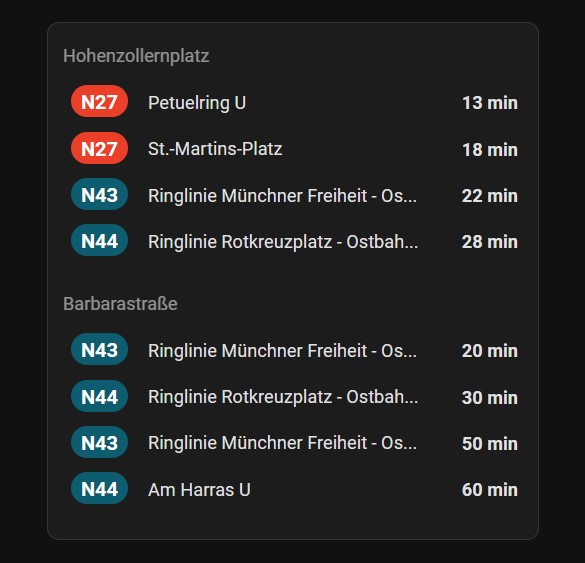 Hohenzollernplatz
N27 Petuelring U 13 min
N27 St.-Martins-Platz 18 min
N43 Ringlinie Münchner Freiheit - Os... 22 min
N44 Ringlinie Rotkreuzplatz - Ostbah... 28 min
Barbarastraße
N43 Ringlinie Münchner Freiheit - Os... 20 min
N44 Ringlinie Rotkreuzplatz - Ostbah... 30 min
N43 Ringlinie Münchner Freiheit - Os... 50 min
N44 Am Harras U 60 min